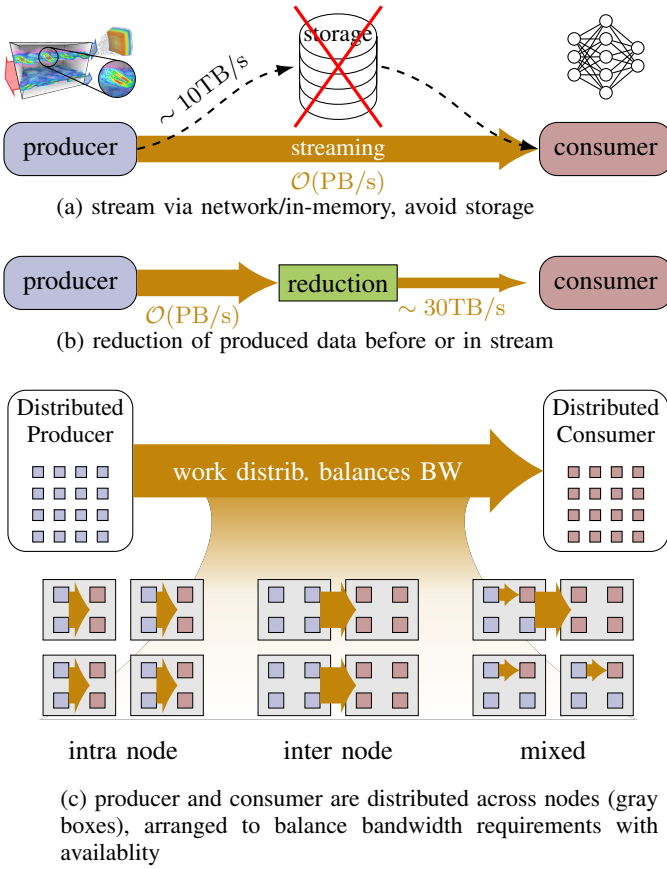 storage
~ 10TB/s
producer
streaming
consumer
𝒪(PB/s)
(a) stream via network/in-memory, avoid storage
producer
reduction
consumer
𝒪(PB/s)
~ 30TB/s
(b) reduction of produced data before or in stream
Distributed
Producer
Distributed
Consumer
work distrib. balances BW
intra node
inter node
mixed
(c) producer and consumer are distributed across nodes (gray
boxes), arranged to balance bandwidth requirements with
availablity